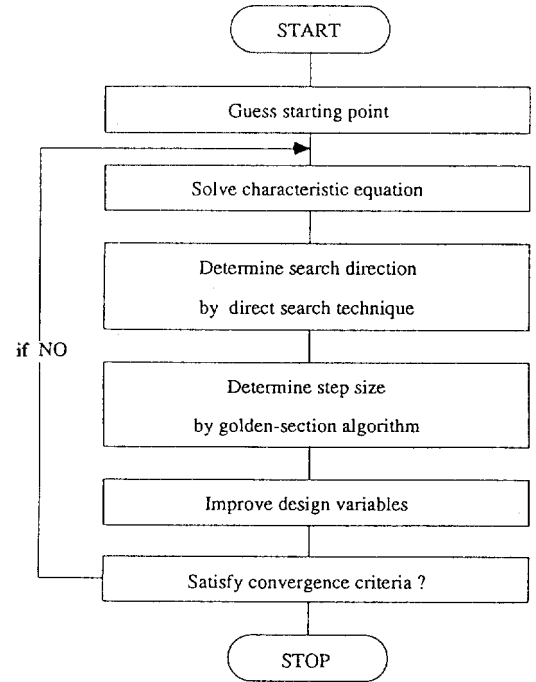 START
Guess starting point
Solve characteristic equation
Determine search direction
by direct search technique
if NO
Determine step size
by golden-section algorithm
Improve design variables
Satisfy convergence criteria ?
STOP